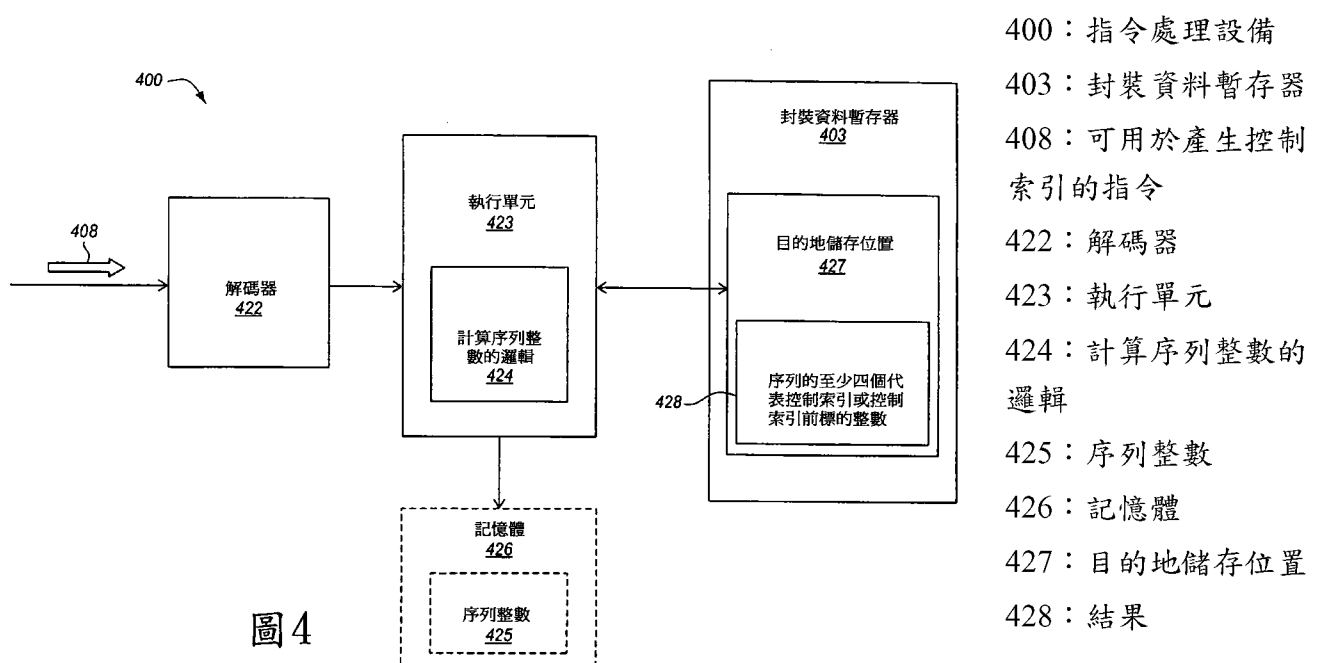 400
408
解碼器
422
執行單元
423
計算序列整
數的邏輯
424
記憶體
426
序列整數
425
封裝資料暫存器
403
目的地儲存位置
427
428
序列的至少四個代
表控制索引或控制
索引前標的整數
圖4
400：指令處理設備
403：封裝資料暫存器
408：可用於產生控制
索引的指令
422：解碼器
423：執行單元
424：計算序列整數的
邏輯
425：序列整數
426：記憶體
427：目的地儲存位置
428：結果